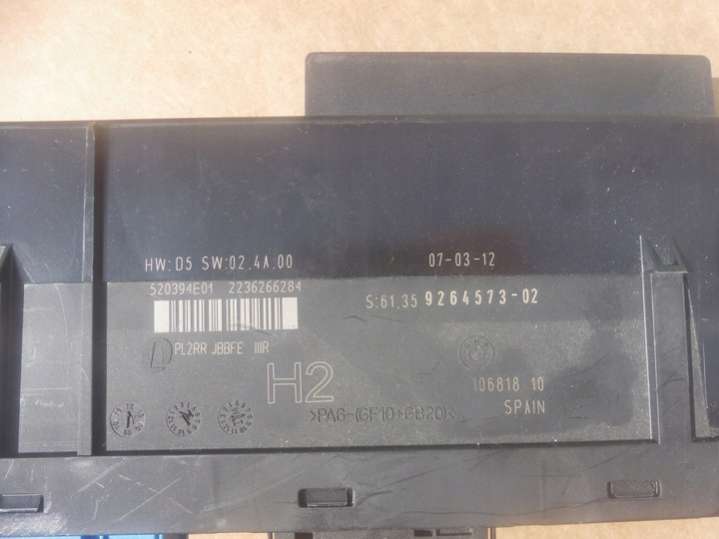 HW:D5 SW:02.4A.00
07-03-12
520394E01 2236266284
S:61.35 9264573-02
PL2RR JBBFE IIIR
H2
106818 10
>PA6-(GF10+GB20)<
SPAIN